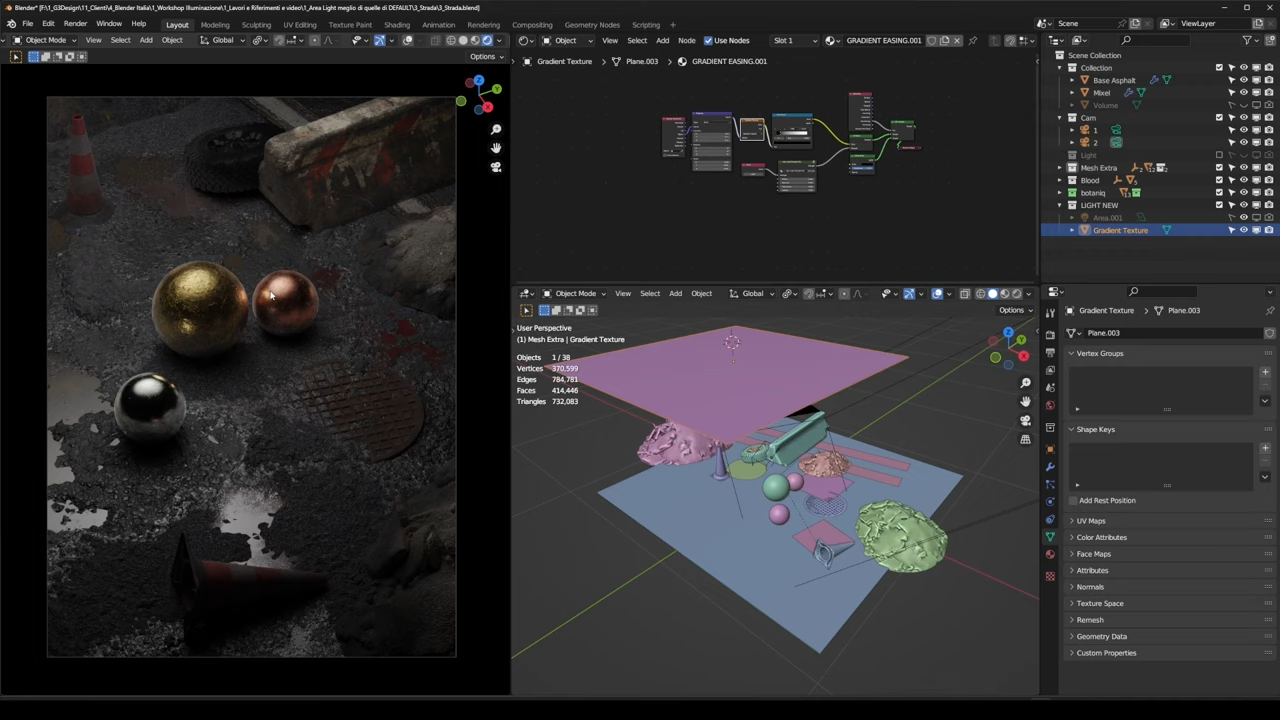 Blender* [F:\1_G3Design\11_Clienti\4_Blender Italia\1_Workshop Illuminazione\1_Lavori e Riferimenti e video\1_Area Light meglio di quelle di DEFAULT\3_Strada\3_Strada.blend]
File Edit Render Window Help Layout Modeling Sculpting UV Editing Texture Paint Shading Animation Rendering Compositing Geometry Nodes Scripting + Scene ViewLayer
Object Mode View Select Add Object Global
Options
Object View Select Add Node Use Nodes Slot 1 GRADIENT EASING.001
Gradient Texture > Plane.003 > GRADIENT EASING.001
Object Mode View Select Add Object Global
Options
User Perspective
(1) Mesh Extra | Gradient Texture
Objects 1 / 38
Vertices 370,599
Edges 784,781
Faces 414,446
Triangles 732,083
Scene Collection
Collection
Base Asphalt
Mixel
Volume
Cam
1
2
Light
Mesh Extra
Blood
botaniq
LIGHT NEW
Area.001
Gradient Texture
Gradient Texture > Plane.003
Plane.003
Vertex Groups
Shape Keys
Add Rest Position
UV Maps
Color Attributes
Face Maps
Attributes
Normals
Texture Space
Remesh
Geometry Data
Custom Properties